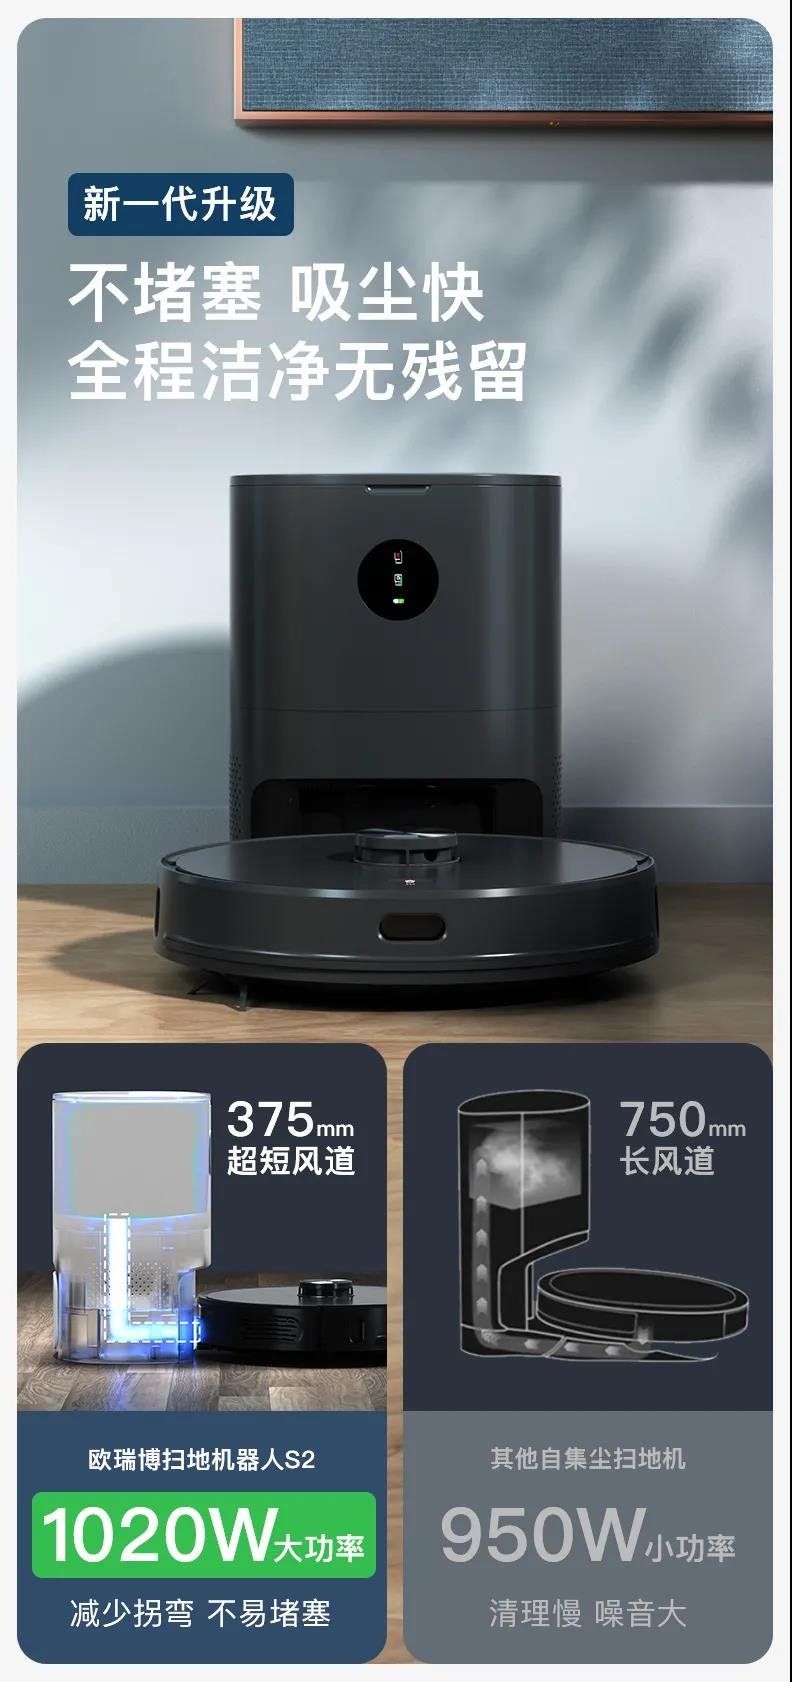 新一代升级
不堵塞 吸尘快
全程洁净无残留
375mm
超短风道
750mm
长风道
欧瑞博扫地机器人S2
1020W大功率
减少拐弯 不易堵塞
其他自集尘扫地机
950W小功率
清理慢 噪音大